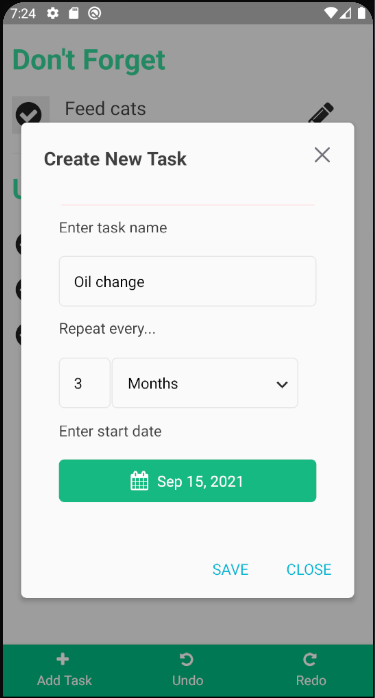 7:24
Don't Forget
Feed cats
Create New Task
Enter task name
Oil change
Repeat every...
3 Months
Enter start date
Sep 15, 2021
SAVE CLOSE
Add Task Undo Redo